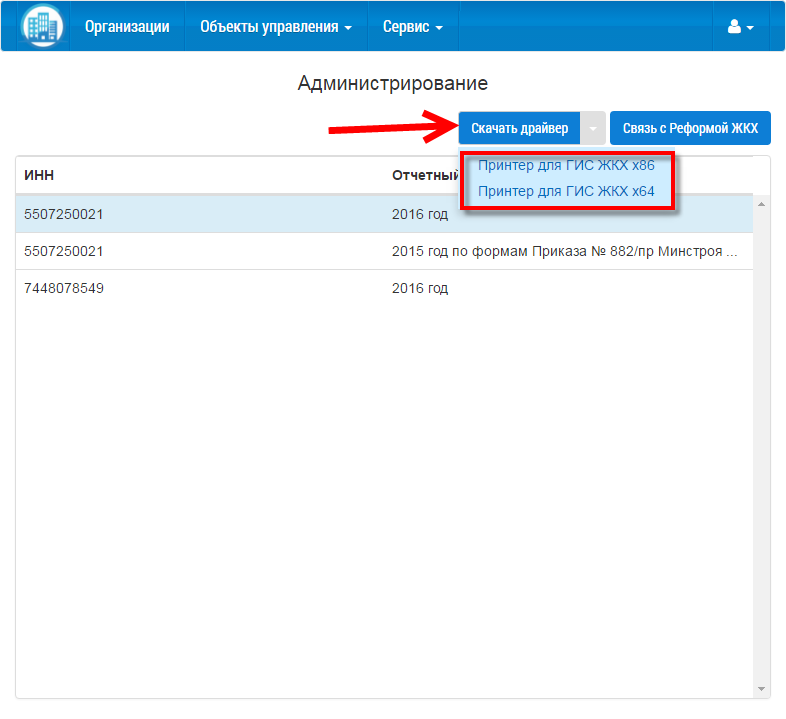 Организации Объекты управления Сервис
Администрирование
Скачать драйвер Связь с Реформой ЖКХ
Принтер для ГИС ЖКХ x86
Принтер для ГИС ЖКХ x64
ИНН Отчетный
5507250021 2016 год
5507250021 2015 год по формам Приказа № 882/пр Минстроя ...
7448078549 2016 год